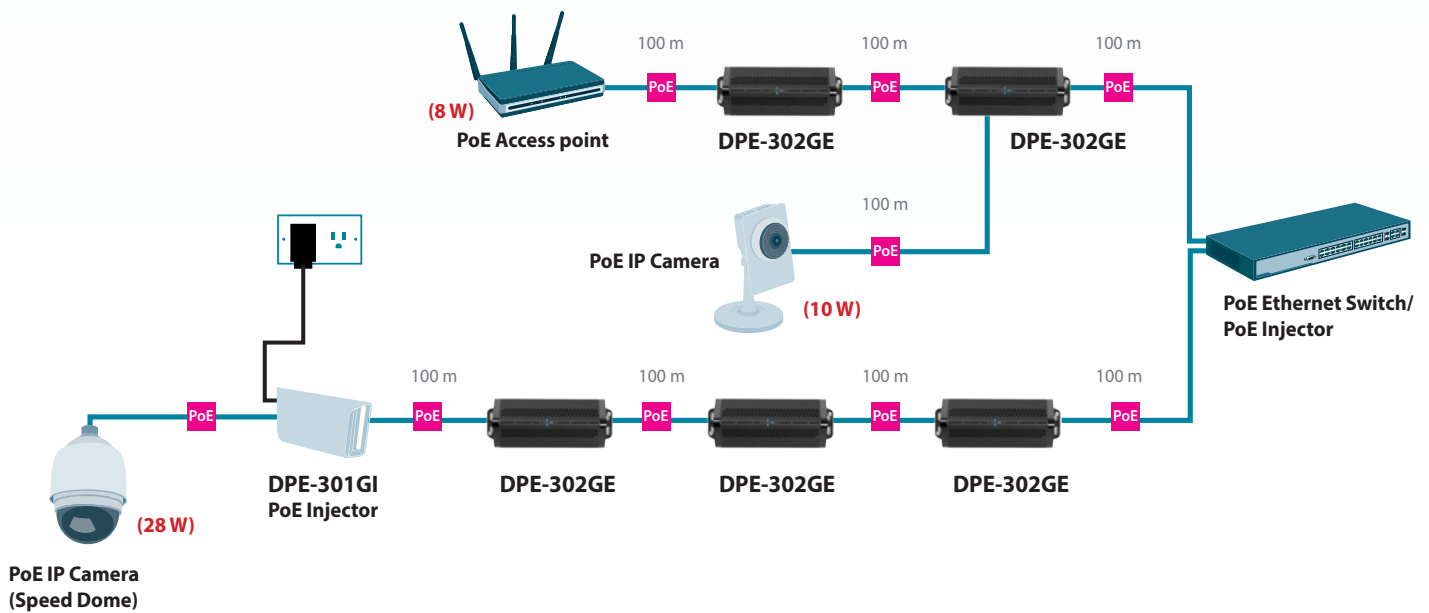 100 m
100 m
100 m
PoE
PoE
PoE
(8 W)
PoE Access point
DPE-302GE
DPE-302GE
100 m
PoE
PoE IP Camera
(10 W)
PoE Ethernet Switch/
PoE Injector
100 m
100 m
100 m
100 m
PoE
PoE
PoE
PoE
PoE
DPE-301GI
PoE Injector
DPE-302GE
DPE-302GE
DPE-302GE
(28 W)
PoE IP Camera
(Speed Dome)